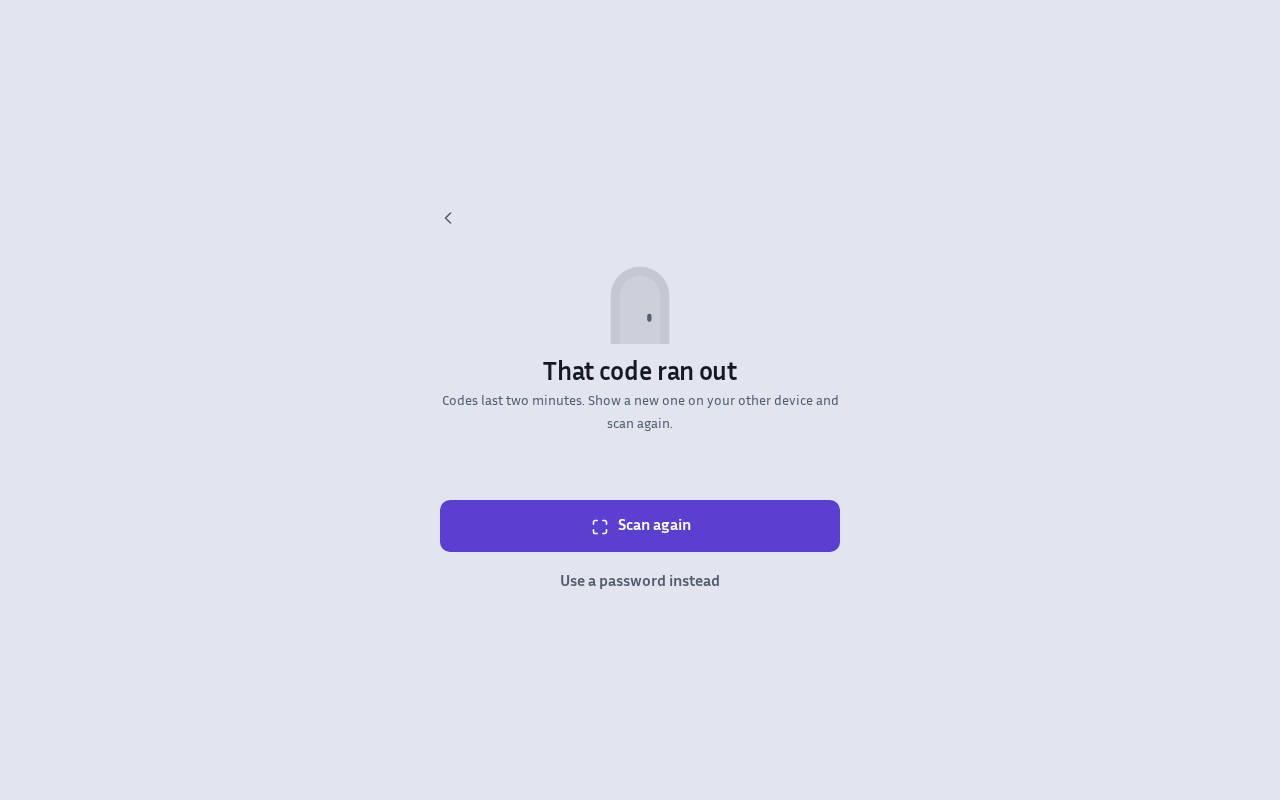 That code ran out
Codes last two minutes. Show a new one on your other device and
scan again.
Scan again
Use a password instead